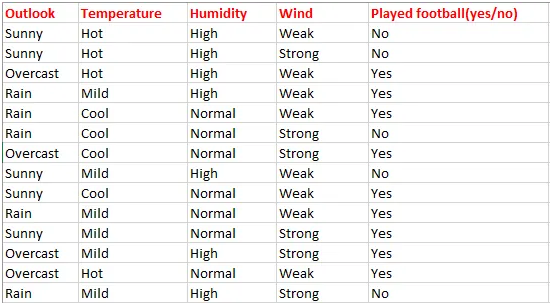 Outlook Temperature Humidity Wind Played football(yes/no)
Sunny Hot High Weak No
Sunny Hot High Strong No
Overcast Hot High Weak Yes
Rain Mild High Weak Yes
Rain Cool Normal Weak Yes
Rain Cool Normal Strong No
Overcast Cool Normal Strong Yes
Sunny Mild High Weak No
Sunny Cool Normal Weak Yes
Rain Mild Normal Weak Yes
Sunny Mild Normal Strong Yes
Overcast Mild High Strong Yes
Overcast Hot Normal Weak Yes
Rain Mild High Strong No